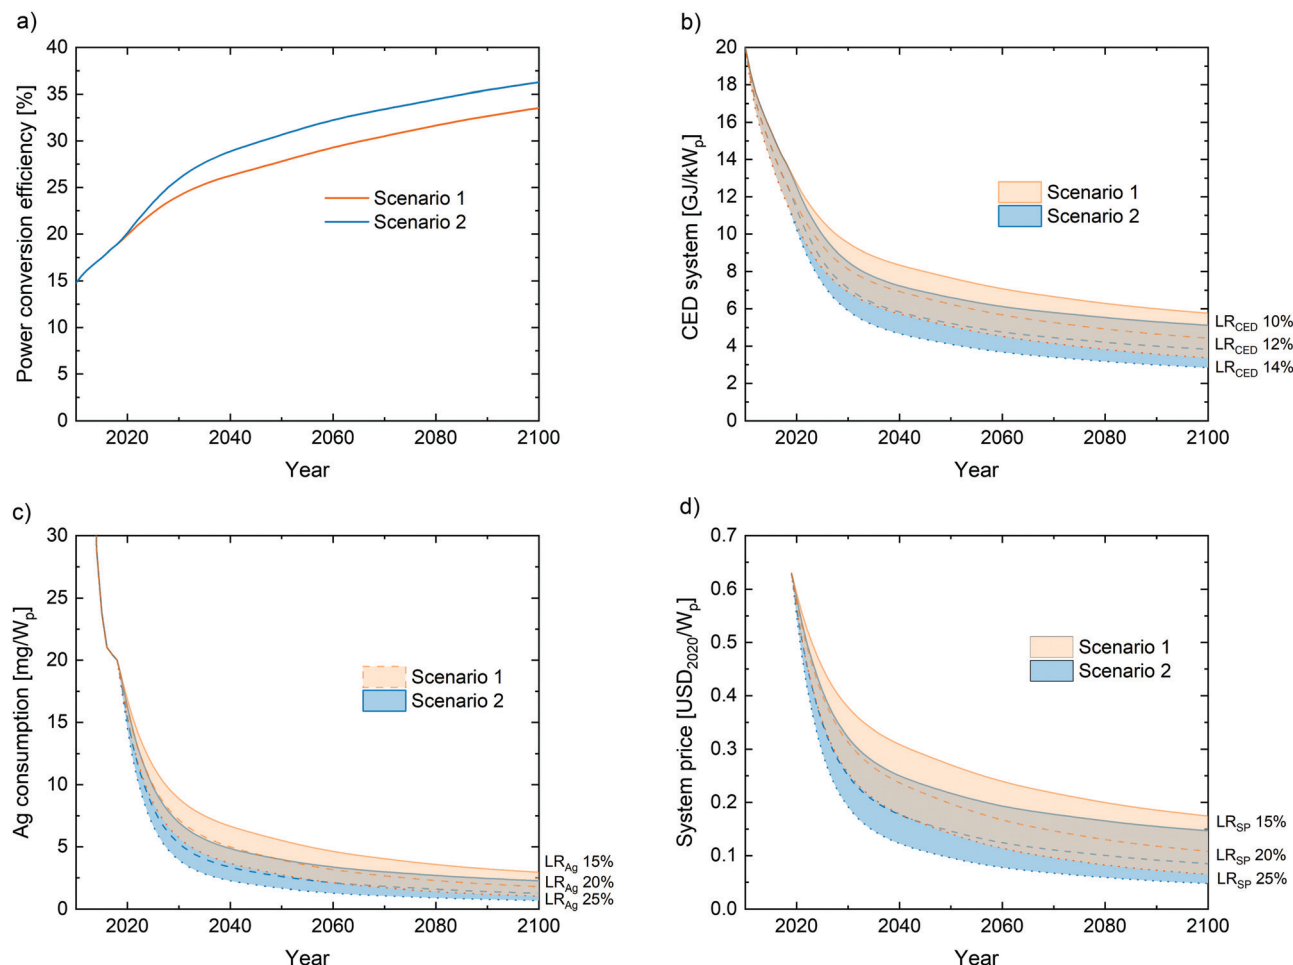 a)
40
35
30
25
20
15
10
5
0
Power conversion efficiency [%]
Scenario 1
Scenario 2
2020 2040 2060 2080 2100
Year
b)
20
18
16
14
12
10
8
6
4
2
0
CED system [GJ/kWp]
Scenario 1
Scenario 2
LRCED 10%
LRCED 12%
LRCED 14%
2020 2040 2060 2080 2100
Year
c)
30
25
20
15
10
5
0
Ag consumption [mg/Wp]
Scenario 1
Scenario 2
LRAg 15%
LRAg 20%
LRAg 25%
2020 2040 2060 2080 2100
Year
d)
0.7
0.6
0.5
0.4
0.3
0.2
0.1
0.0
System price [USD2020/Wp]
Scenario 1
Scenario 2
LRSP 15%
LRSP 20%
LRSP 25%
2020 2040 2060 2080 2100
Year